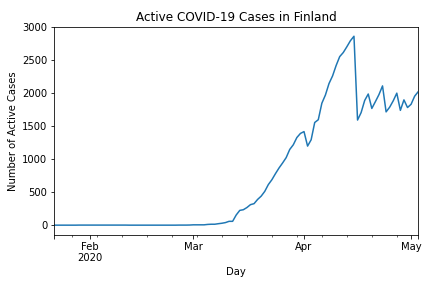 Active COVID-19 Cases in Finland
3000
2500
2000
1500
1000
500
0
Number of Active Cases
Feb
2020
Mar
Apr
May
Day